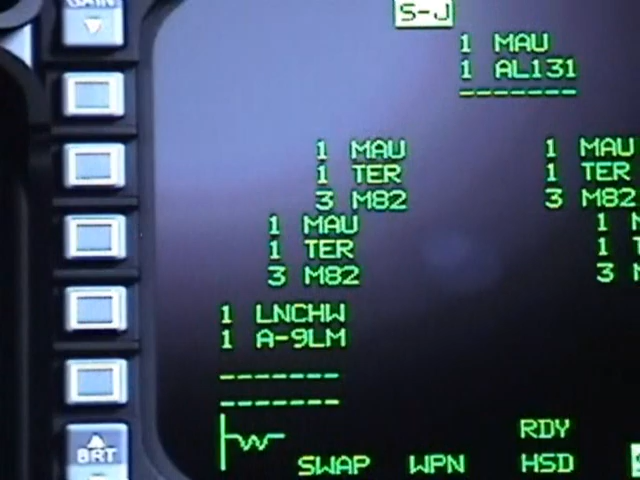 GAIN
S-J
1 MAU
1 AL131
-------
1 MAU
1 TER
3 M82
1 MAU
1 TER
3 M82
1 MAU
1 TER
3 M82
1
1
3
1 LNCHW
1 A-9LM
-------
-------
RDY
BRT
SWAP WPN HSD